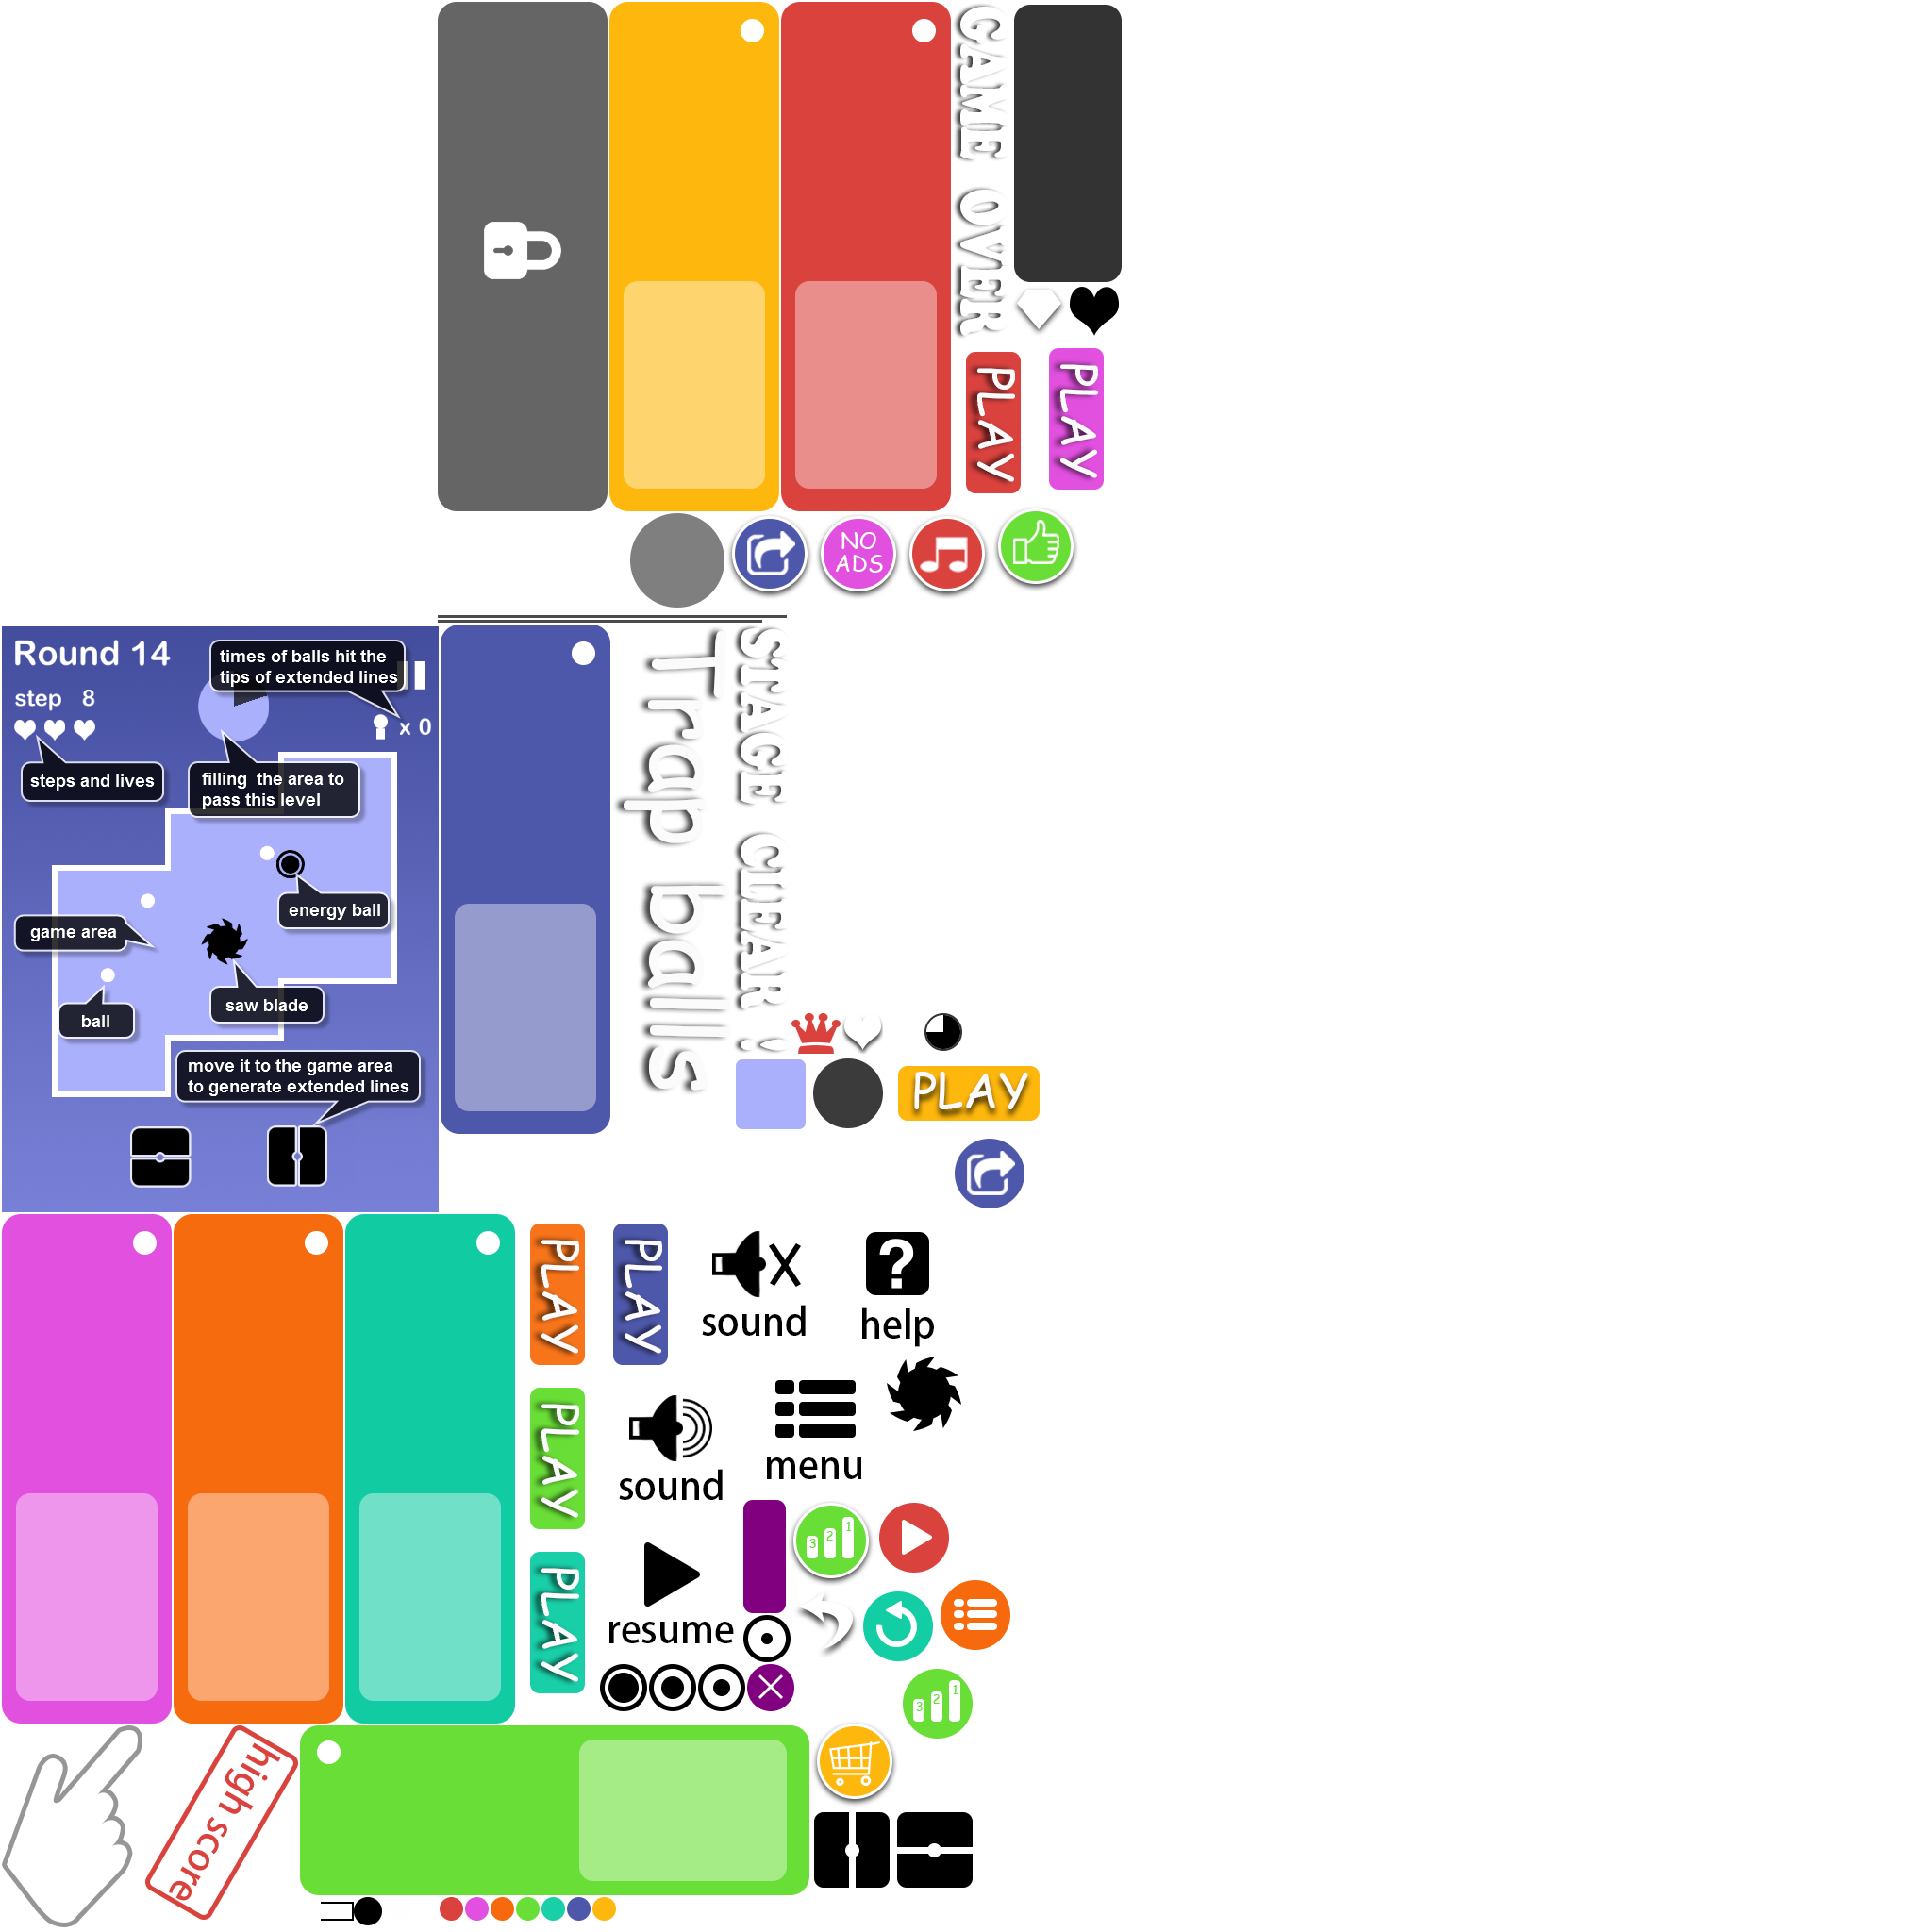 GAME OVER
PLAY
PLAY
NO
ADS
Round 14
times of balls hit the
tips of extended lines
step 8
x 0
steps and lives
filling the area to
pass this level
energy ball
game area
saw blade
ball
move it to the game area
to generate extended lines
Trap balls
STAGE CLEAR!
PLAY
PLAY
PLAY
sound
help
PLAY
sound
menu
PLAY
resume
3 2 1
3 2 1
high score